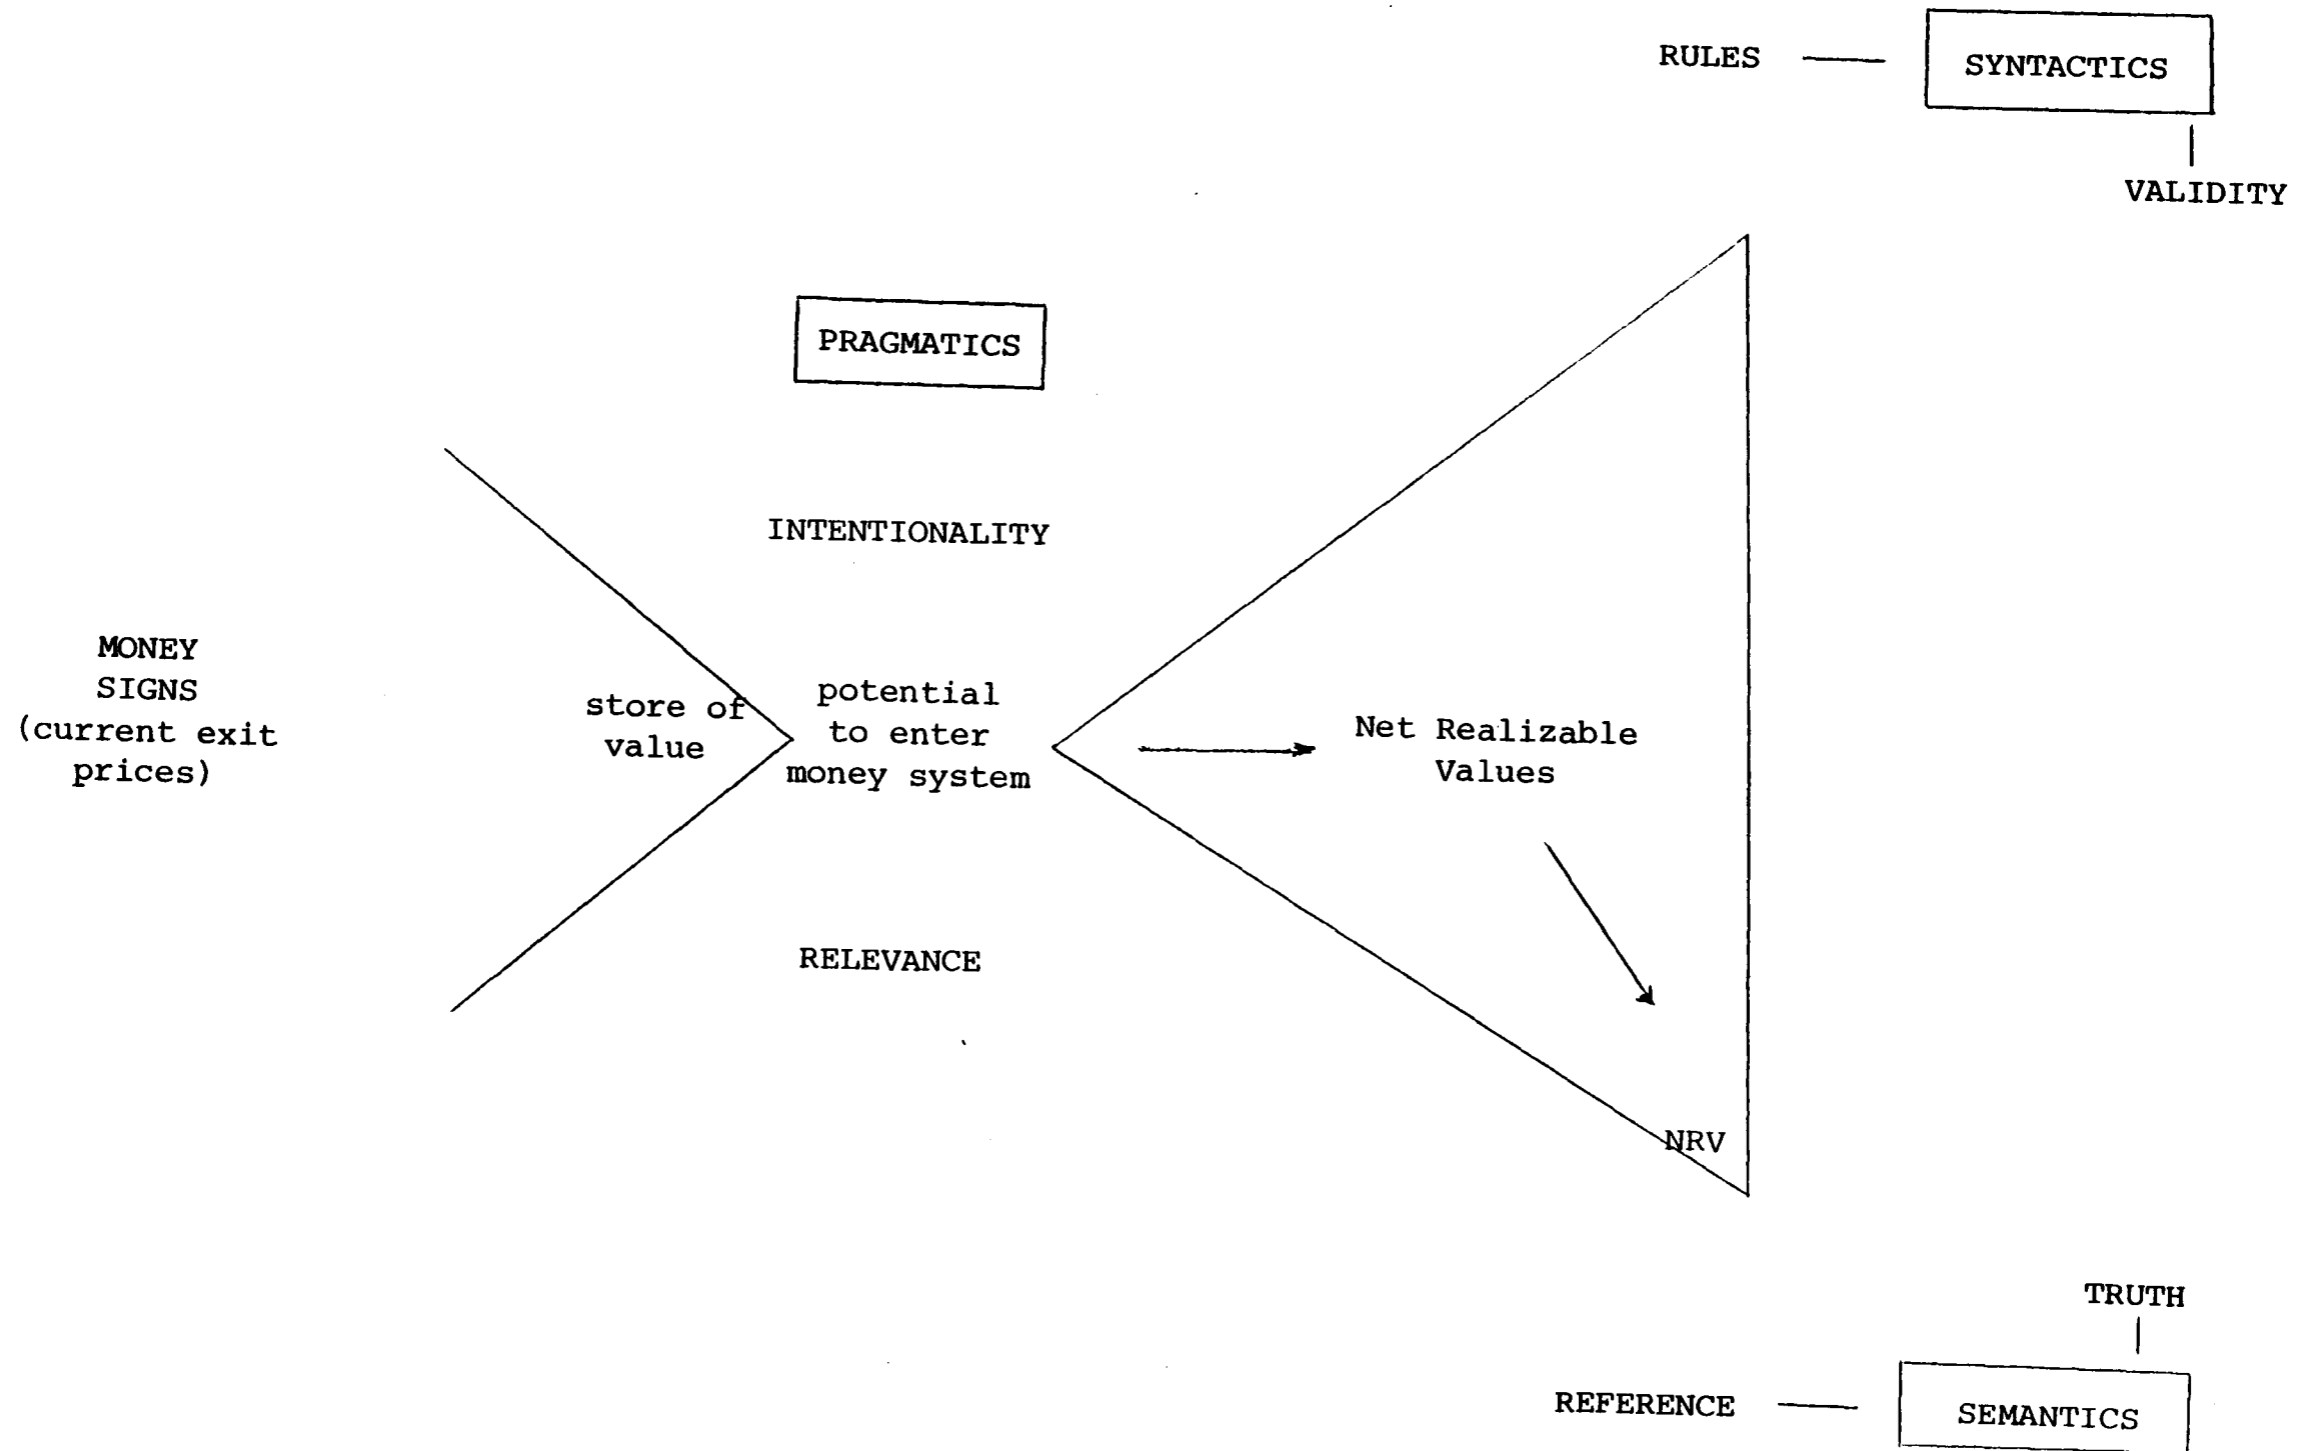 RULES
SYNTACTICS
VALIDITY
PRAGMATICS
INTENTIONALITY
MONEY
SIGNS
(current exit
prices)
store of
value
potential
to enter
money system
Net Realizable
Values
RELEVANCE
NRV
TRUTH
REFERENCE
SEMANTICS